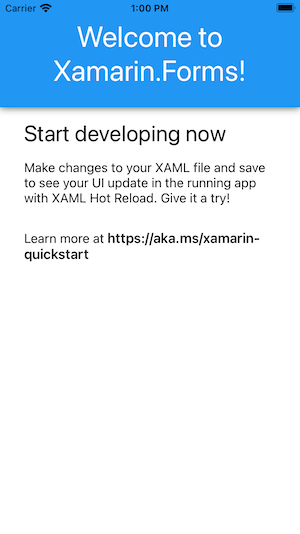 Carrier 1:00 PM
Welcome to
Xamarin.Forms!
Start developing now
Make changes to your XAML file and save
to see your UI update in the running app
with XAML Hot Reload. Give it a try!
Learn more at https://aka.ms/xamarin-
quickstart